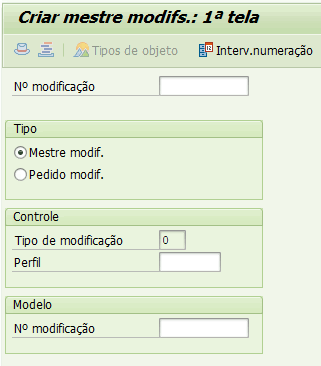 Criar mestre modifs.: 1ª tela
Tipos de objeto Interv.numeração
Nº modificação
Tipo
Mestre modif.
Pedido modif.
Controle
Tipo de modificação 0
Perfil
Modelo
Nº modificação